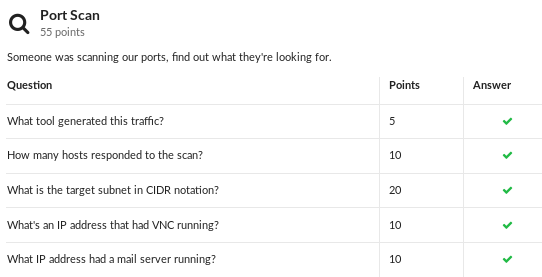 Port Scan
55 points
Someone was scanning our ports, find out what they're looking for.
Question Points Answer
What tool generated this traffic? 5
How many hosts responded to the scan? 10
What is the target subnet in CIDR notation? 20
What's an IP address that had VNC running? 10
What IP address had a mail server running? 10